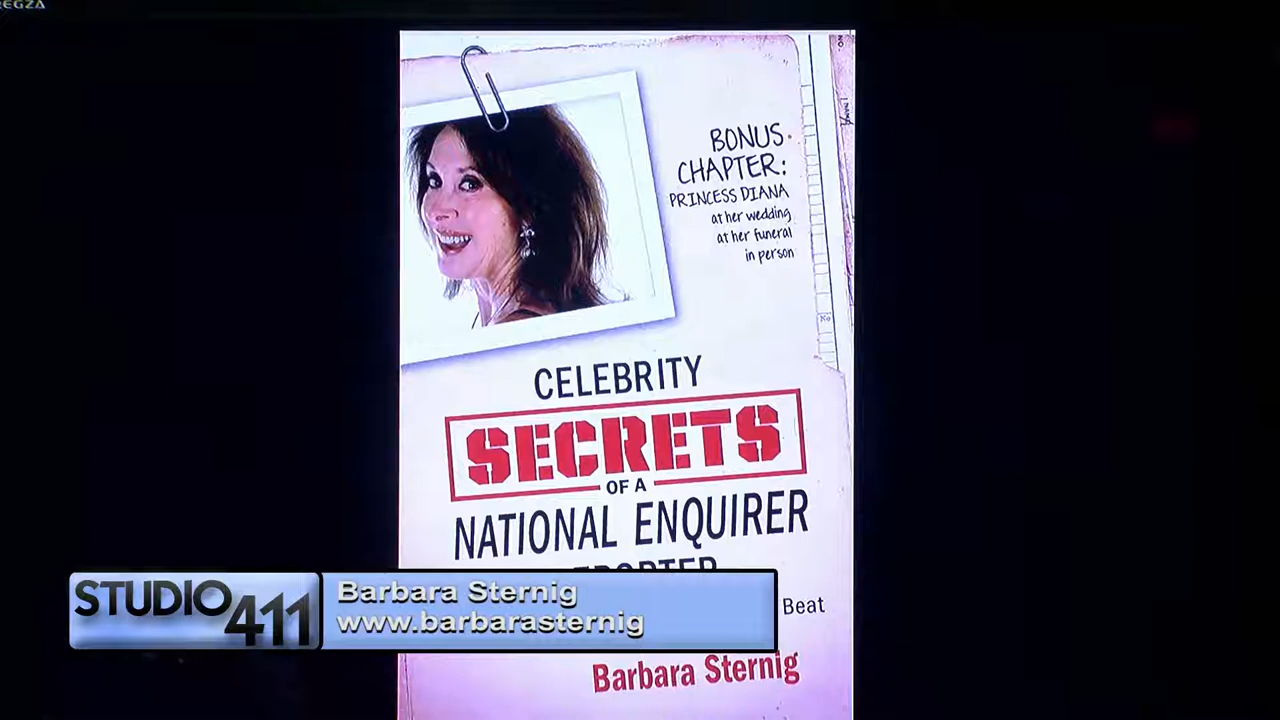 BONUS
CHAPTER:
PRINCESS DIANA
at her wedding
at her funeral
in person
No
CELEBRITY
SECRETS
OF A
NATIONAL ENQUIRER
Beat
STUDIO 411
Barbara Sternig
www.barbarasternig
Barbara Sternig